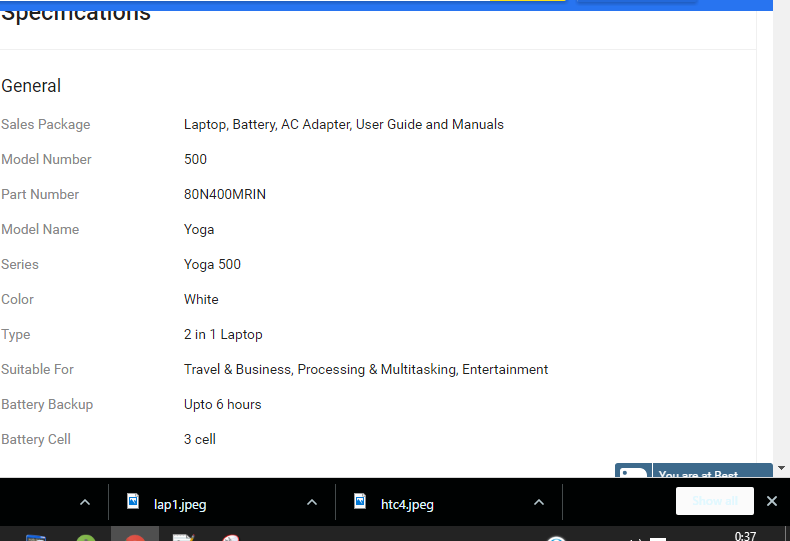 Specifications
General
Sales Package Laptop, Battery, AC Adapter, User Guide and Manuals
Model Number 500
Part Number 80N400MRIN
Model Name Yoga
Series Yoga 500
Color White
Type 2 in 1 Laptop
Suitable For Travel & Business, Processing & Multitasking, Entertainment
Battery Backup Upto 6 hours
Battery Cell 3 cell
You are at Best
lap1.jpeg htc4.jpeg Show all
0:37